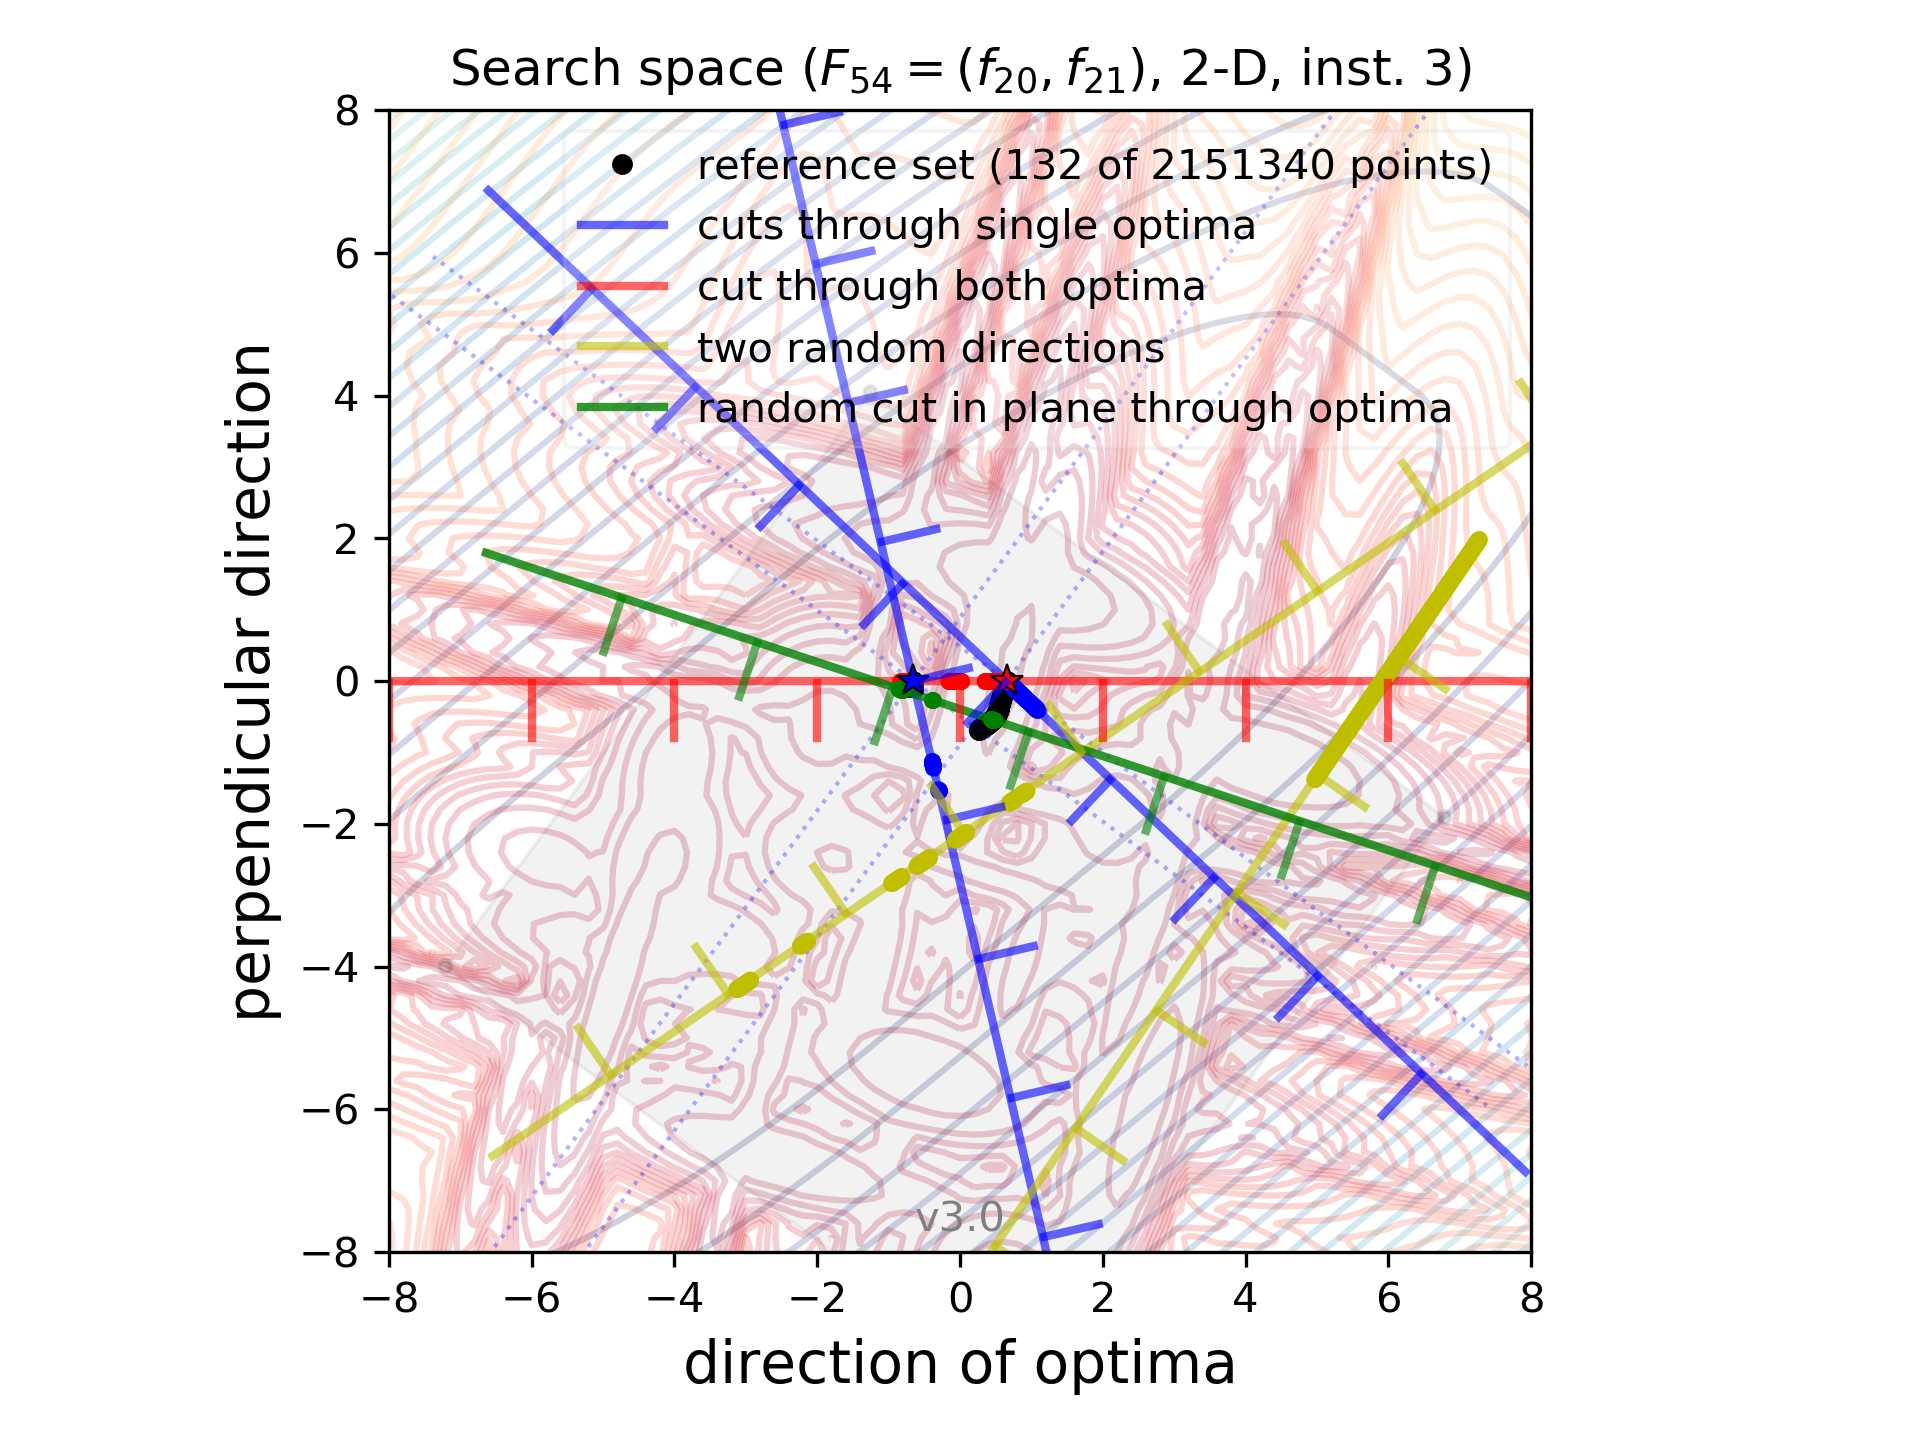 Search space (F54 = (f20, f21), 2-D, inst. 3)
reference set (132 of 2151340 points)
cuts through single optima
cut through both optima
two random directions
random cut in plane through optima
8
6
4
2
0
−2
−4
−6
−8
perpendicular direction
v3.0
−8 −6 −4 −2 0 2 4 6 8
direction of optima